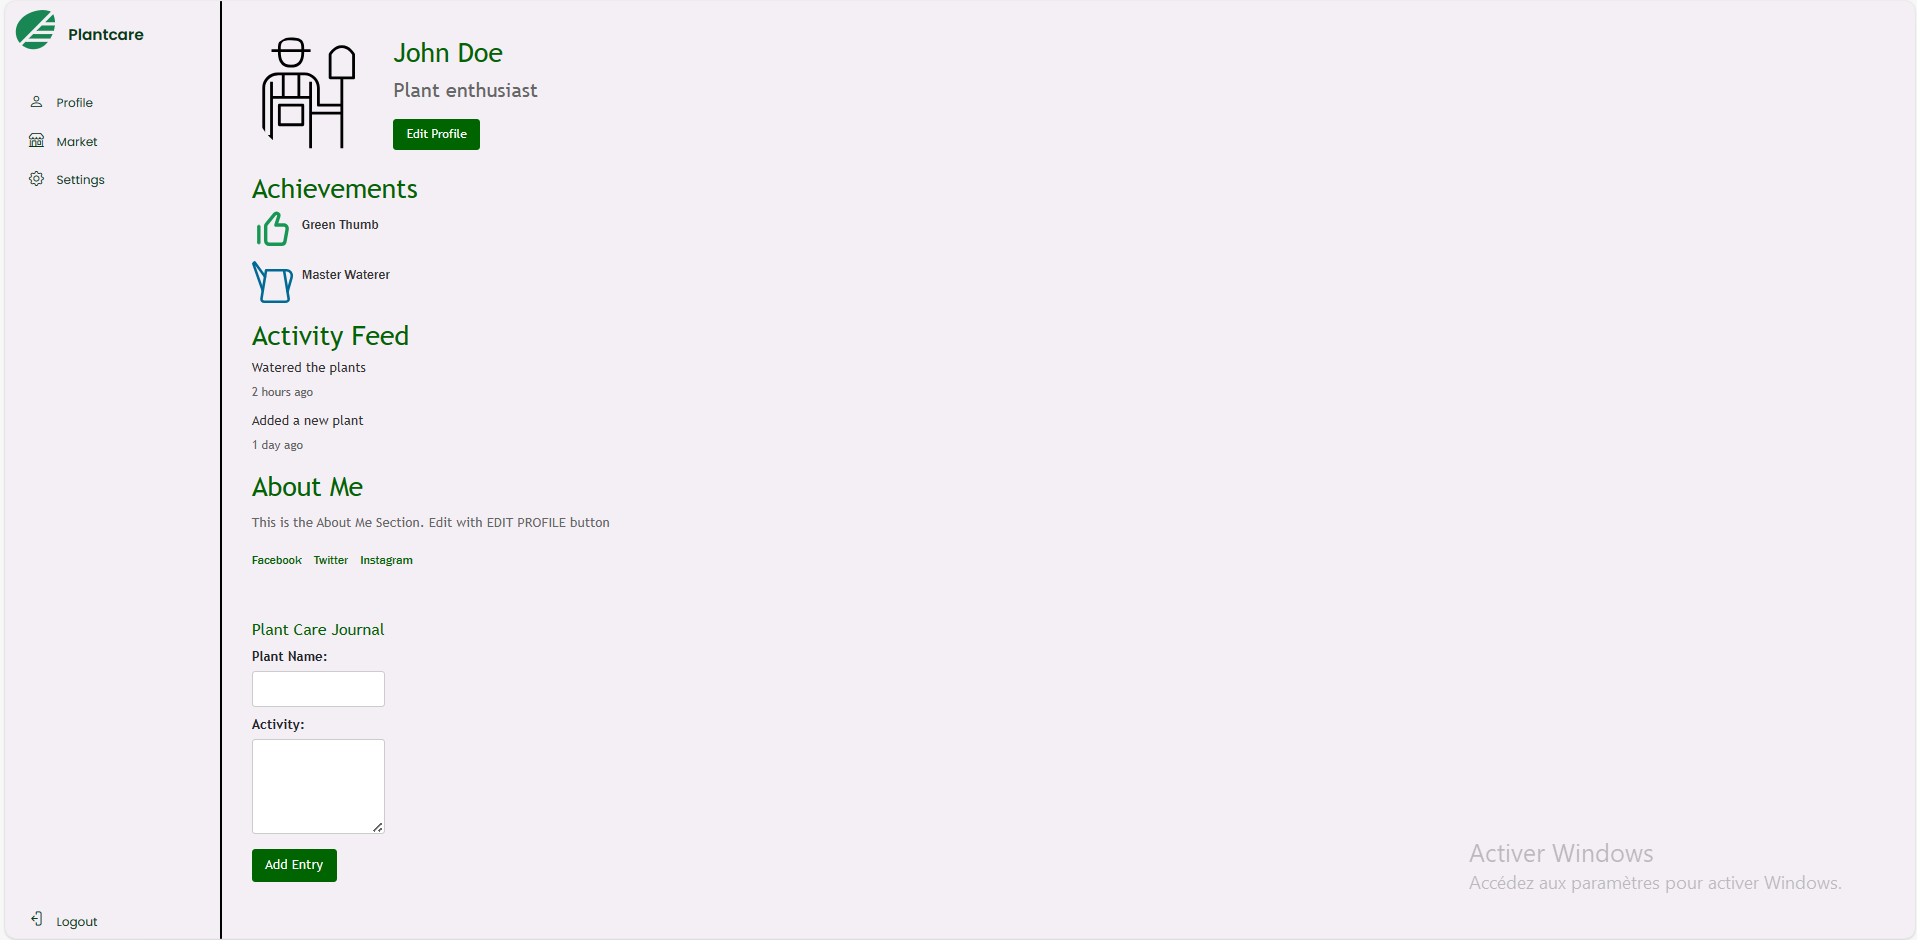 Plantcare
Profile
Market
Settings
Logout
John Doe
Plant enthusiast
Edit Profile
Achievements
Green Thumb
Master Waterer
Activity Feed
Watered the plants
2 hours ago
Added a new plant
1 day ago
About Me
This is the About Me Section. Edit with EDIT PROFILE button
Facebook Twitter Instagram
Plant Care Journal
Plant Name:
Activity:
Add Entry
Activer Windows
Accédez aux paramètres pour activer Windows.